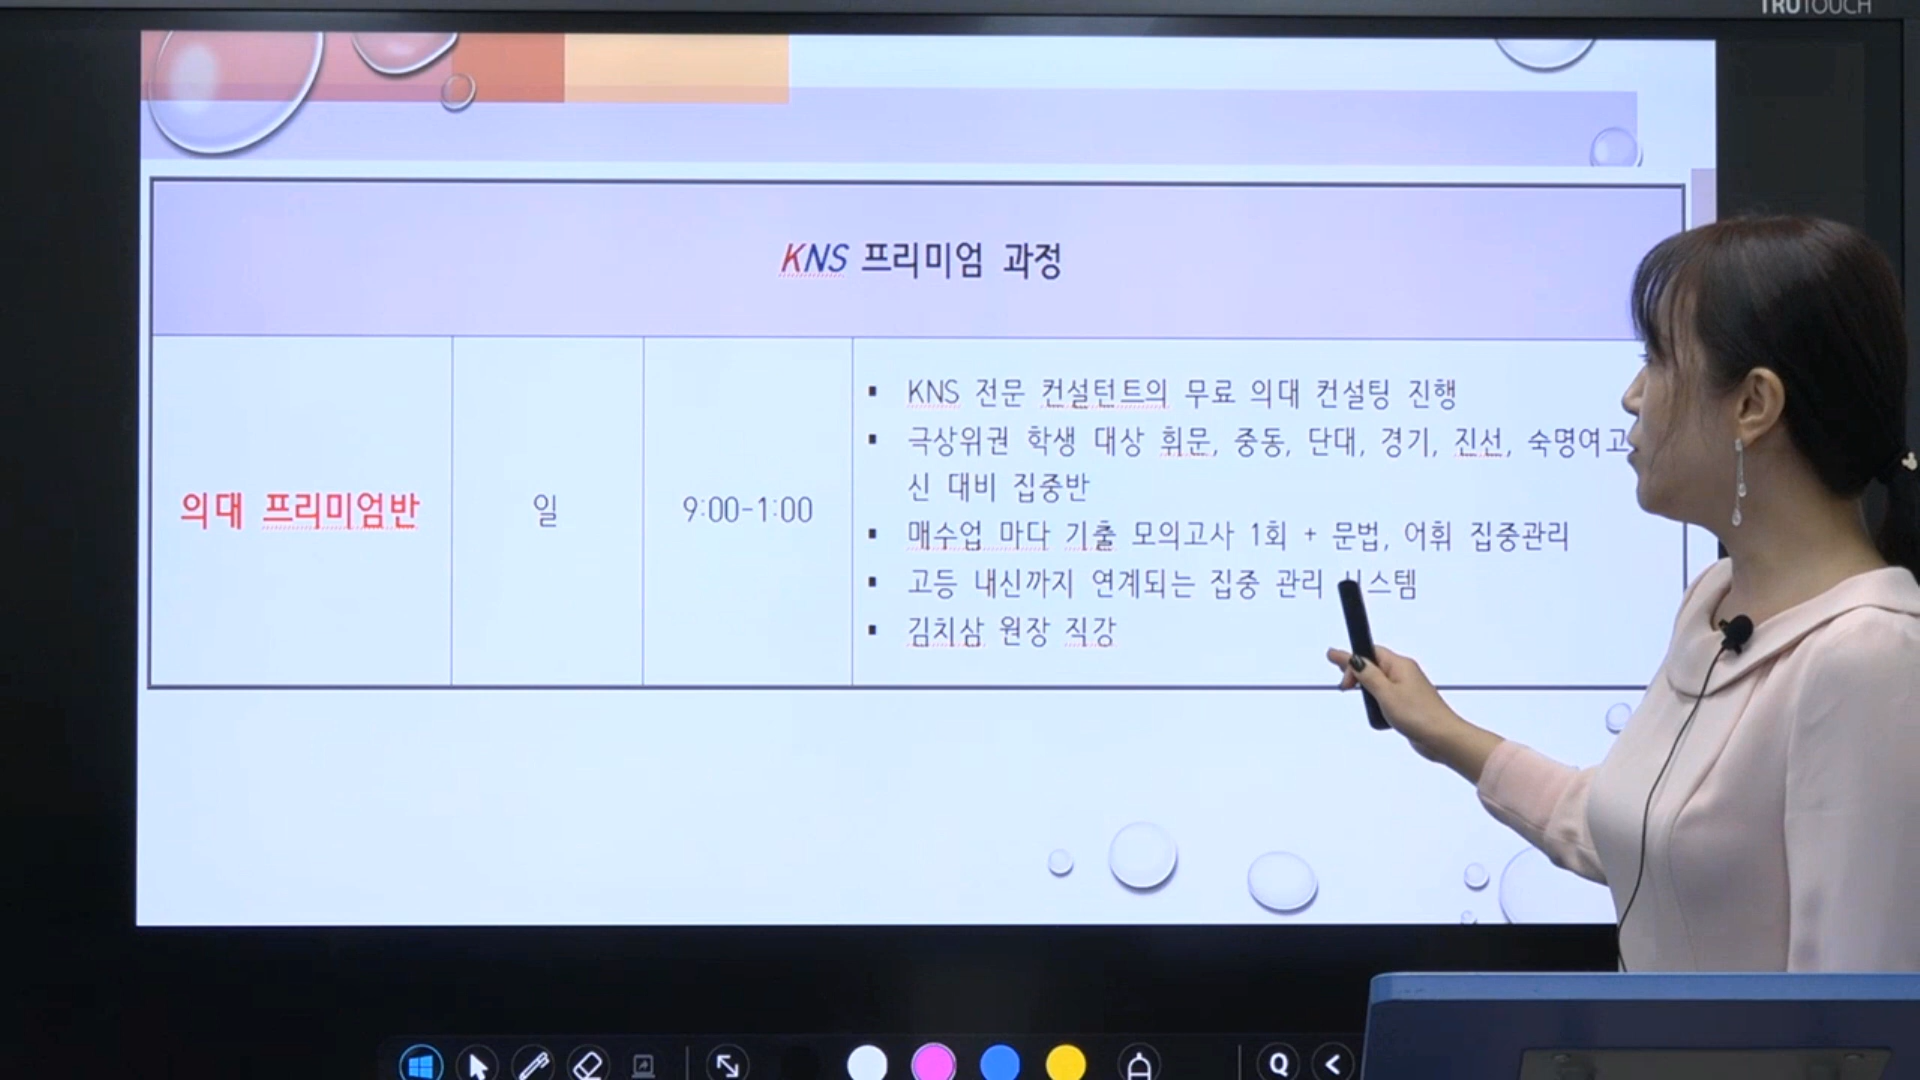 TRUTOUCH
KNS 프리미엄 과정
의대 프리미엄반
일
9:00-1:00
▪ KNS 전문 컨설턴트의 무료 의대 컨설팅 진행
▪ 극상위권 학생 대상 휘문, 중동, 단대, 경기, 진선, 숙명여고
신 대비 집중반
▪ 매수업 마다 기출 모의고사 1회 + 문법, 어휘 집중관리
▪ 고등 내신까지 연계되는 집중 관리 시스템
▪ 김치삼 원장 직강